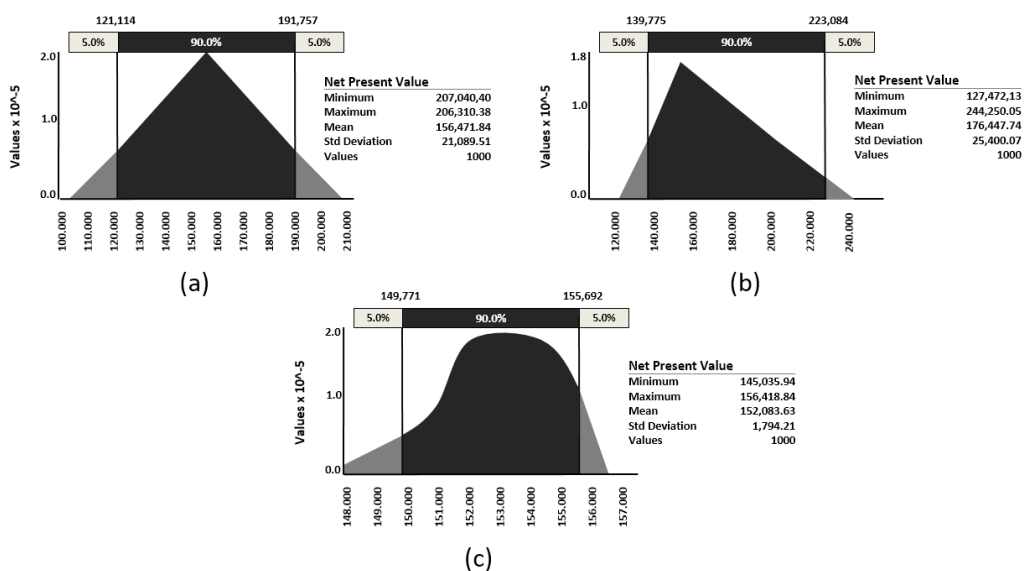 121,114 191,757
5.0% 90.0% 5.0%
Values x 10^-5
2.0
1.0
0.0
100.000 110.000 120.000 130.000 140.000 150.000 160.000 170.000 180.000 190.000 200.000 210.000
Net Present Value
Minimum 207,040,40
Maximum 206,310.38
Mean 156,471.84
Std Deviation 21,089.51
Values 1000
(a)
139,775 223,084
5.0% 90.0% 5.0%
Values x 10^-5
1.8
1.0
0.0
120.000 140.000 160.000 180.000 200.000 220.000 240.000
Net Present Value
Minimum 127,472,13
Maximum 244,250.05
Mean 176,447.74
Std Deviation 25,400.07
Values 1000
(b)
149,771 155,692
5.0% 90.0% 5.0%
Values x 10^-5
2.0
1.0
0.0
148.000 149.000 150.000 151.000 152.000 153.000 154.000 155.000 156.000 157.000
Net Present Value
Minimum 145,035.94
Maximum 156,418.84
Mean 152,083.63
Std Deviation 1,794.21
Values 1000
(c)